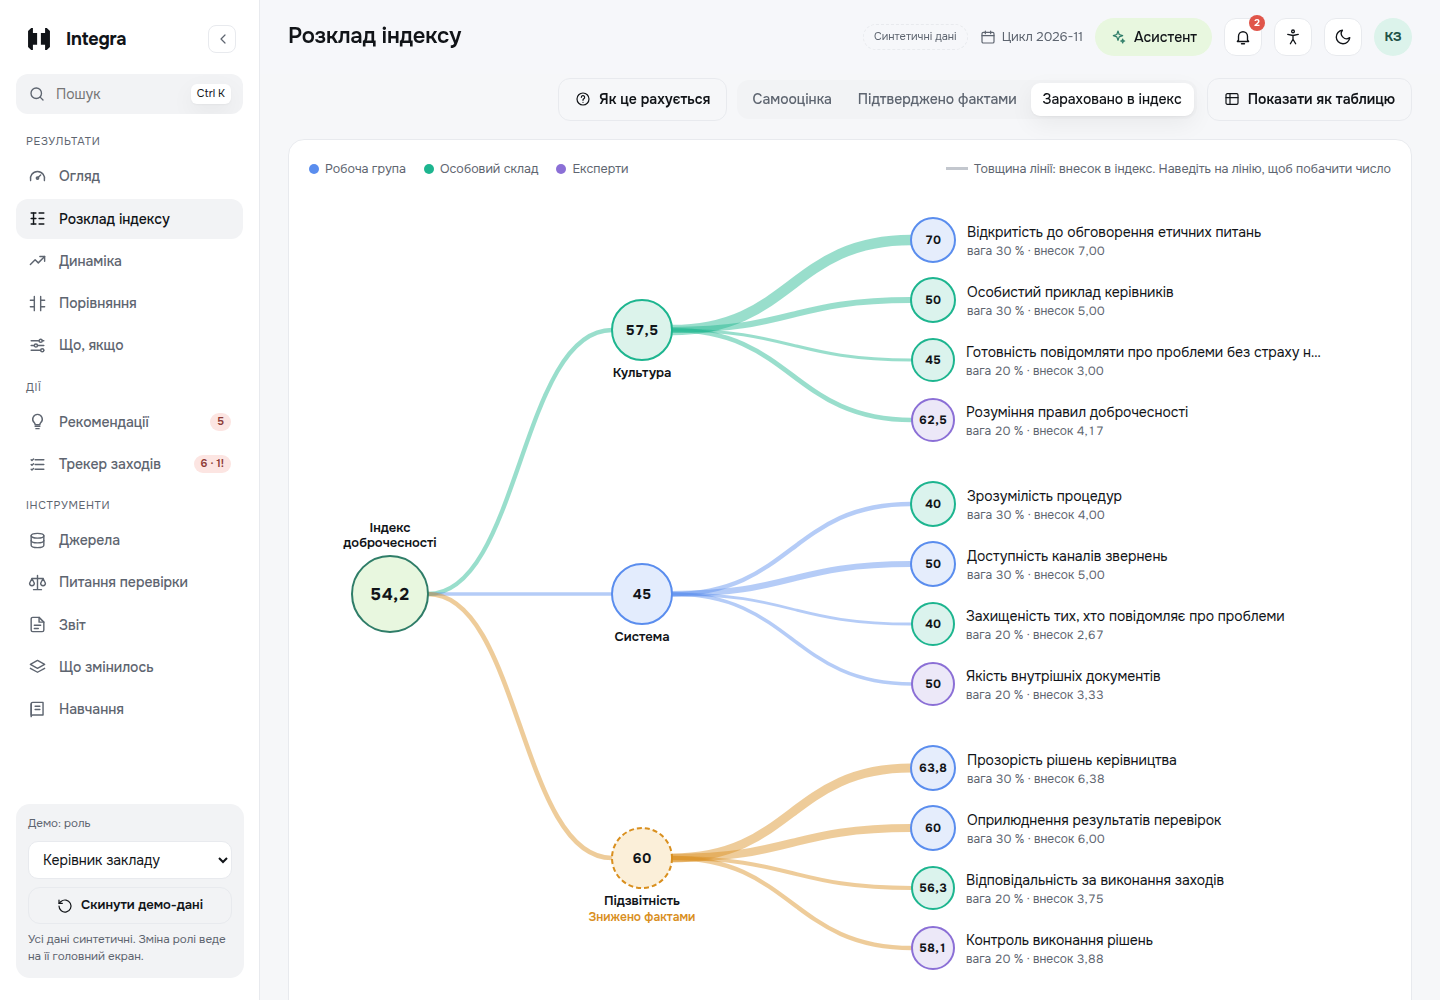 Integra
Пошук
Ctrl K
РЕЗУЛЬТАТИ
Огляд
Розклад індексу
Динаміка
Порівняння
Що, якщо
ДІЇ
Рекомендації
5
Трекер заходів
6 · 1!
ІНСТРУМЕНТИ
Джерела
Питання перевірки
Звіт
Що змінилось
Навчання
Демо: роль
Керівник закладу
Скинути демо-дані
Усі дані синтетичні. Зміна ролі веде
на її головний екран.
Розклад індексу
Синтетичні дані
Цикл 2026-11
Асистент
2
КЗ
Як це рахується
Самооцінка
Підтверджено фактами
Зараховано в індекс
Показати як таблицю
Робоча група
Особовий склад
Експерти
Товщина лінії: внесок в індекс. Наведіть на лінію, щоб побачити число
Індекс
доброчесності
54,2
57,5
Культура
70
Відкритість до обговорення етичних питань
вага 30 % · внесок 7,00
50
Особистий приклад керівників
вага 30 % · внесок 5,00
45
Готовність повідомляти про проблеми без страху н...
вага 20 % · внесок 3,00
62,5
Розуміння правил доброчесності
вага 20 % · внесок 4,17
45
Система
40
Зрозумілість процедур
вага 30 % · внесок 4,00
50
Доступність каналів звернень
вага 30 % · внесок 5,00
40
Захищеність тих, хто повідомляє про проблеми
вага 20 % · внесок 2,67
50
Якість внутрішніх документів
вага 20 % · внесок 3,33
60
Підзвітність
Знижено фактами
63,8
Прозорість рішень керівництва
вага 30 % · внесок 6,38
60
Оприлюднення результатів перевірок
вага 30 % · внесок 6,00
56,3
Відповідальність за виконання заходів
вага 20 % · внесок 3,75
58,1
Контроль виконання рішень
вага 20 % · внесок 3,88